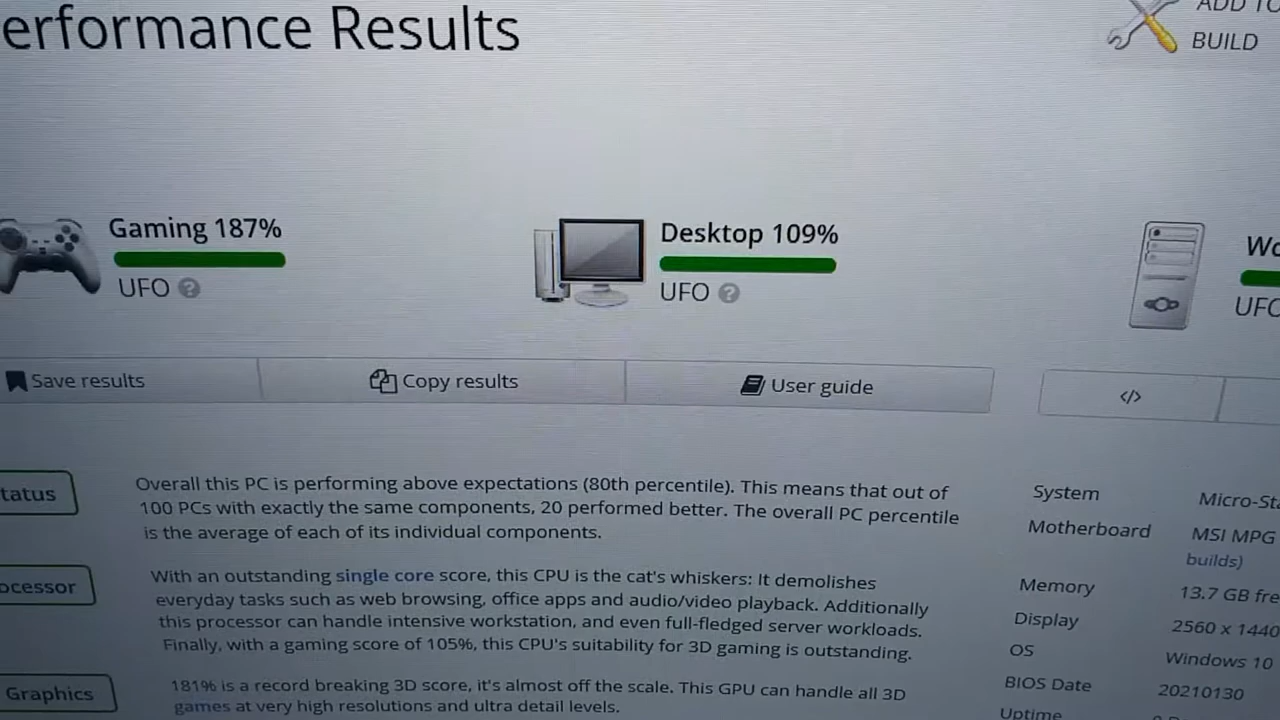 erformance Results
ADD TO
BUILD
Gaming 187%
UFO
Desktop 109%
UFO
Wo
UFO
Save results
Copy results
User guide
</>
tatus
Overall this PC is performing above expectations (80th percentile). This means that out of
100 PCs with exactly the same components, 20 performed better. The overall PC percentile
is the average of each of its individual components.
ocessor
With an outstanding single core score, this CPU is the cat's whiskers: It demolishes
everyday tasks such as web browsing, office apps and audio/video playback. Additionally
this processor can handle intensive workstation, and even full-fledged server workloads.
Finally, with a gaming score of 105%, this CPU's suitability for 3D gaming is outstanding.
Graphics
181% is a record breaking 3D score, it's almost off the scale. This GPU can handle all 3D
games at very high resolutions and ultra detail levels.
System Micro-Sta
Motherboard MSI MPG
builds)
Memory 13.7 GB fre
Display 2560 x 1440
OS Windows 10
BIOS Date 20210130
Uptime